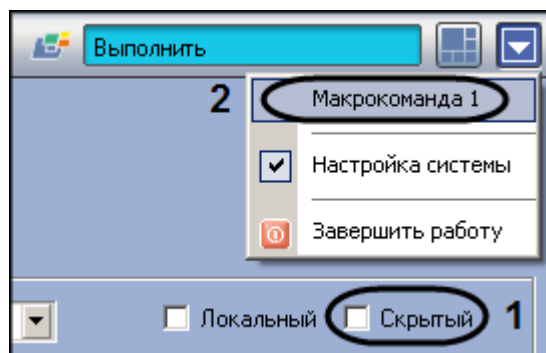 Выполнить
2 Макрокоманда 1
Настройка системы
Завершить работу
Локальный Скрытый 1